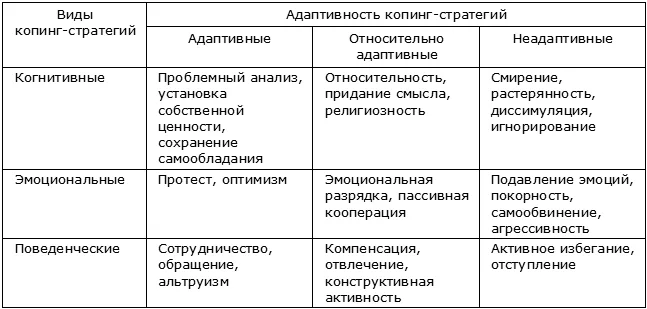 Виды
копинг-стратегий
Адаптивность копинг-стратегий
Адаптивные
Относительно
адаптивные
Неадаптивные
Когнитивные
Проблемный анализ,
установка
собственной
ценности,
сохранение
самообладания
Относительность,
придание смысла,
религиозность
Смирение,
растерянность,
диссимуляция,
игнорирование
Эмоциональные
Протест, оптимизм
Эмоциональная
разрядка, пассивная
кооперация
Подавление эмоций,
покорность,
самообвинение,
агрессивность
Поведенческие
Сотрудничество,
обращение,
альтруизм
Компенсация,
отвлечение,
конструктивная
активность
Активное избегание,
отступление